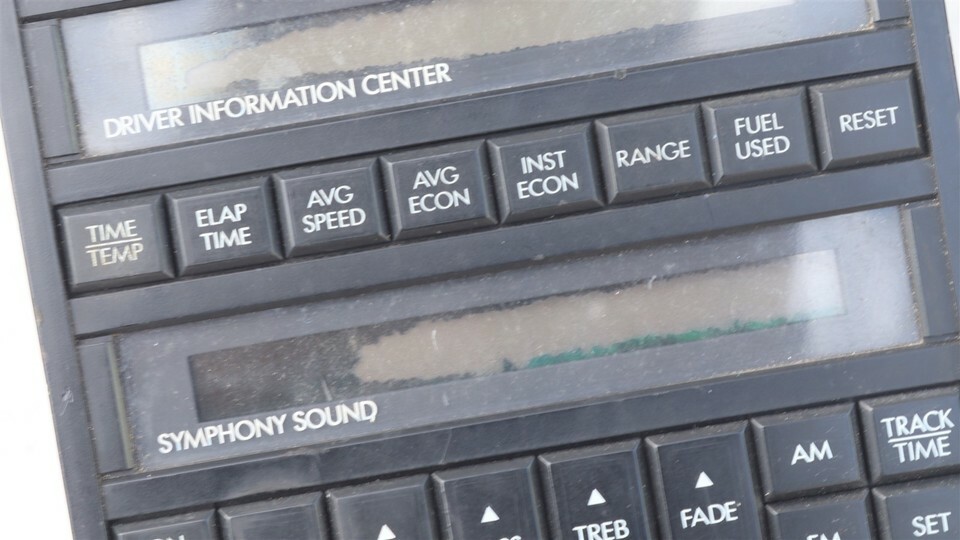 DRIVER INFORMATION CENTER
TIME
TEMP
ELAP
TIME
AVG
SPEED
AVG
ECON
INST
ECON
RANGE
FUEL
USED
RESET
SYMPHONY SOUND
TREB
FADE
AM
TRACK
TIME
SET